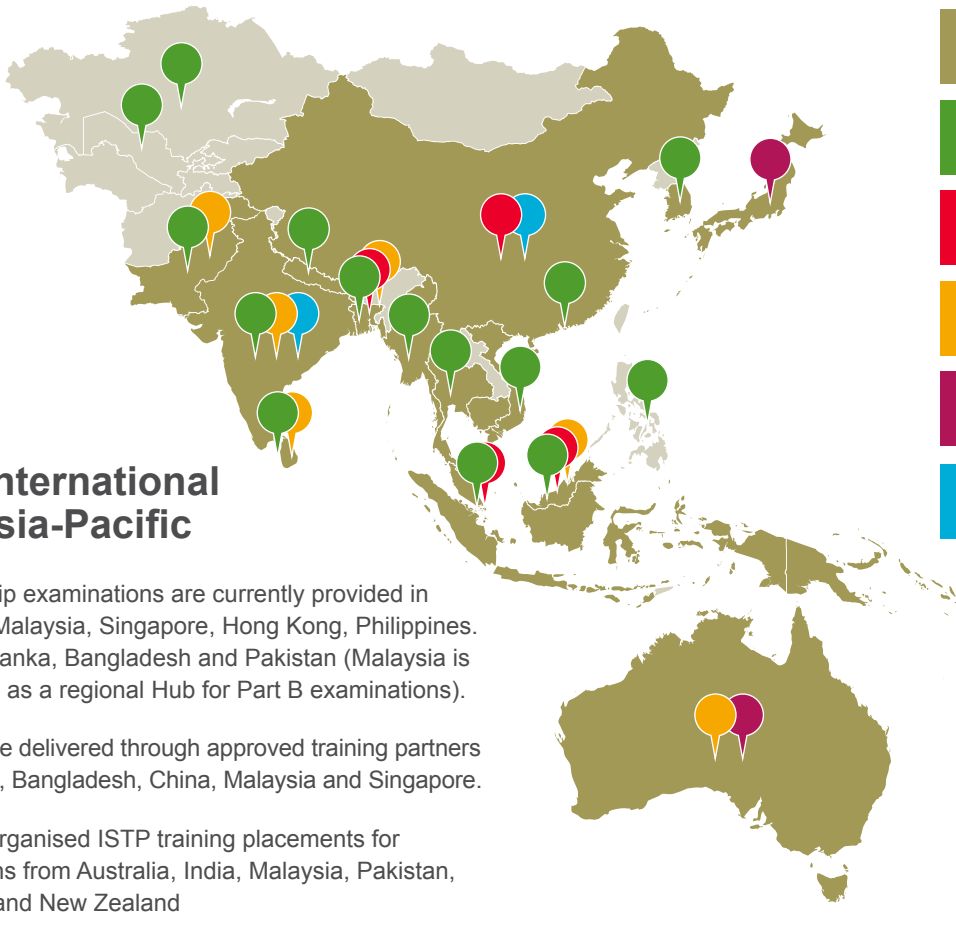 nternational
sia-Pacific
ip examinations are currently provided in
Malaysia, Singapore, Hong Kong, Philippines.
anka, Bangladesh and Pakistan (Malaysia is
as a regional Hub for Part B examinations).
e delivered through approved training partners
, Bangladesh, China, Malaysia and Singapore.
rganised ISTP training placements for
ns from Australia, India, Malaysia, Pakistan,
and New Zealand